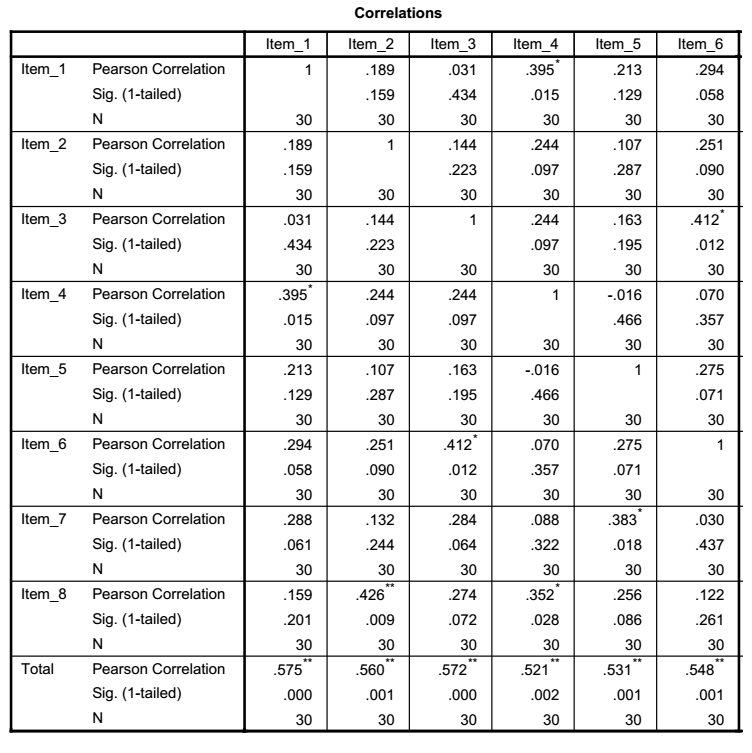 Correlations
Item_1 Item_2 Item_3 Item_4 Item_5 Item_6
Item_1 Pearson Correlation 1 .189 .031 .395* .213 .294
Sig. (1-tailed) .159 .434 .015 .129 .058
N 30 30 30 30 30 30
Item_2 Pearson Correlation .189 1 .144 .244 .107 .251
Sig. (1-tailed) .159 .223 .097 .287 .090
N 30 30 30 30 30 30
Item_3 Pearson Correlation .031 .144 1 .244 .163 .412*
Sig. (1-tailed) .434 .223 .097 .195 .012
N 30 30 30 30 30 30
Item_4 Pearson Correlation .395* .244 .244 1 -.016 .070
Sig. (1-tailed) .015 .097 .097 .466 .357
N 30 30 30 30 30 30
Item_5 Pearson Correlation .213 .107 .163 -.016 1 .275
Sig. (1-tailed) .129 .287 .195 .466 .071
N 30 30 30 30 30 30
Item_6 Pearson Correlation .294 .251 .412* .070 .275 1
Sig. (1-tailed) .058 .090 .012 .357 .071
N 30 30 30 30 30 30
Item_7 Pearson Correlation .288 .132 .284 .088 .383* .030
Sig. (1-tailed) .061 .244 .064 .322 .018 .437
N 30 30 30 30 30 30
Item_8 Pearson Correlation .159 .426** .274 .352* .256 .122
Sig. (1-tailed) .201 .009 .072 .028 .086 .261
N 30 30 30 30 30 30
Total Pearson Correlation .575** .560** .572** .521** .531** .548**
Sig. (1-tailed) .000 .001 .000 .002 .001 .001
N 30 30 30 30 30 30